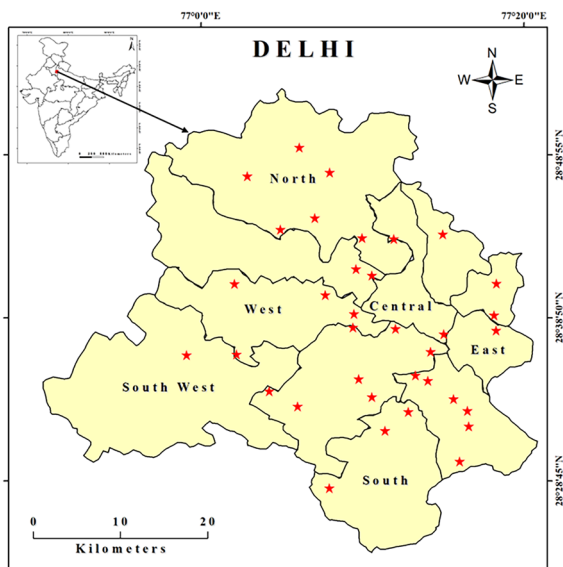 77°0'0"E
77°20'0"E
DELHI
N
W E
S
28°48'55"N
North
28°38'50"N
West
Central
East
South West
28°28'45"N
South
0 10 20
Kilometers